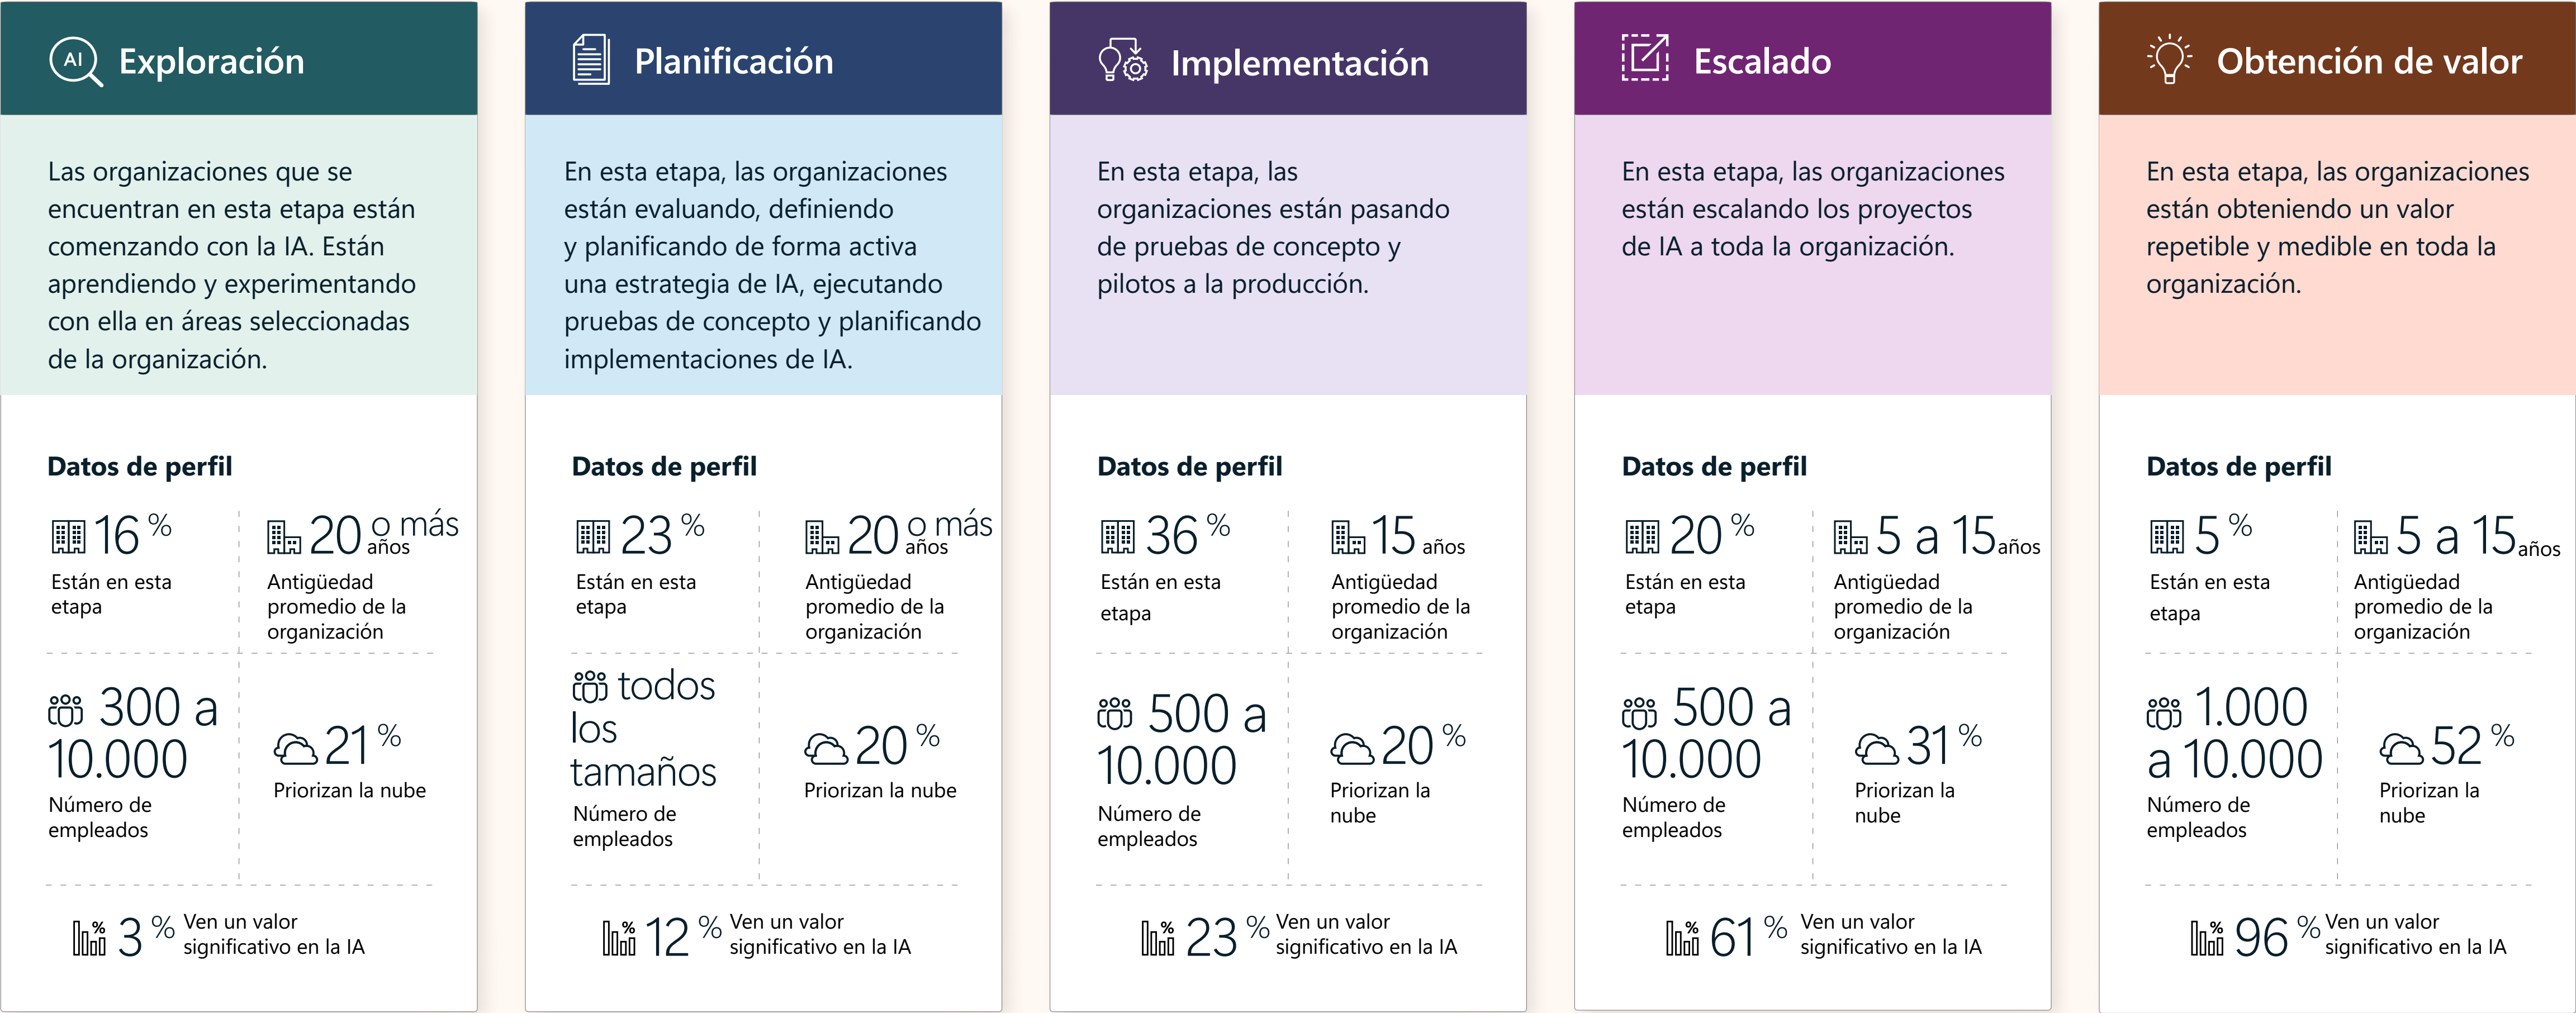 AI
Exploración
Las organizaciones que se
encuentran en esta etapa están
comenzando con la IA. Están
aprendiendo y experimentando
con ella en áreas seleccionadas
de la organización.
Datos de perfil
16 %
Están en esta
etapa
20 o más
años
Antigüedad
promedio de la
organización
300 a
10.000
Número de
empleados
21 %
Priorizan la nube
%
3 % Ven un valor
significativo en la IA
Planificación
En esta etapa, las organizaciones
están evaluando, definiendo
y planificando de forma activa
una estrategia de IA, ejecutando
pruebas de concepto y planificando
implementaciones de IA.
Datos de perfil
23 %
Están en esta
etapa
20 o más
años
Antigüedad
promedio de la
organización
todos
los
tamaños
Número de
empleados
20 %
Priorizan la nube
%
12 % Ven un valor
significativo en la IA
Implementación
En esta etapa, las
organizaciones están pasando
de pruebas de concepto y
pilotos a la producción.
Datos de perfil
36 %
Están en esta
etapa
15 años
Antigüedad
promedio de la
organización
500 a
10.000
Número de
empleados
20 %
Priorizan la
nube
%
23 % Ven un valor
significativo en la IA
Escalado
En esta etapa, las organizaciones
están escalando los proyectos
de IA a toda la organización.
Datos de perfil
20 %
Están en esta
etapa
5 a 15 años
Antigüedad
promedio de la
organización
500 a
10.000
Número de
empleados
31 %
Priorizan la
nube
%
61 % Ven un valor
significativo en la IA
Obtención de valor
En esta etapa, las organizaciones
están obteniendo un valor
repetible y medible en toda la
organización.
Datos de perfil
5 %
Están en esta
etapa
5 a 15 años
Antigüedad
promedio de la
organización
1.000
a 10.000
Número de
empleados
52 %
Priorizan la
nube
%
96 % Ven un valor
significativo en la IA